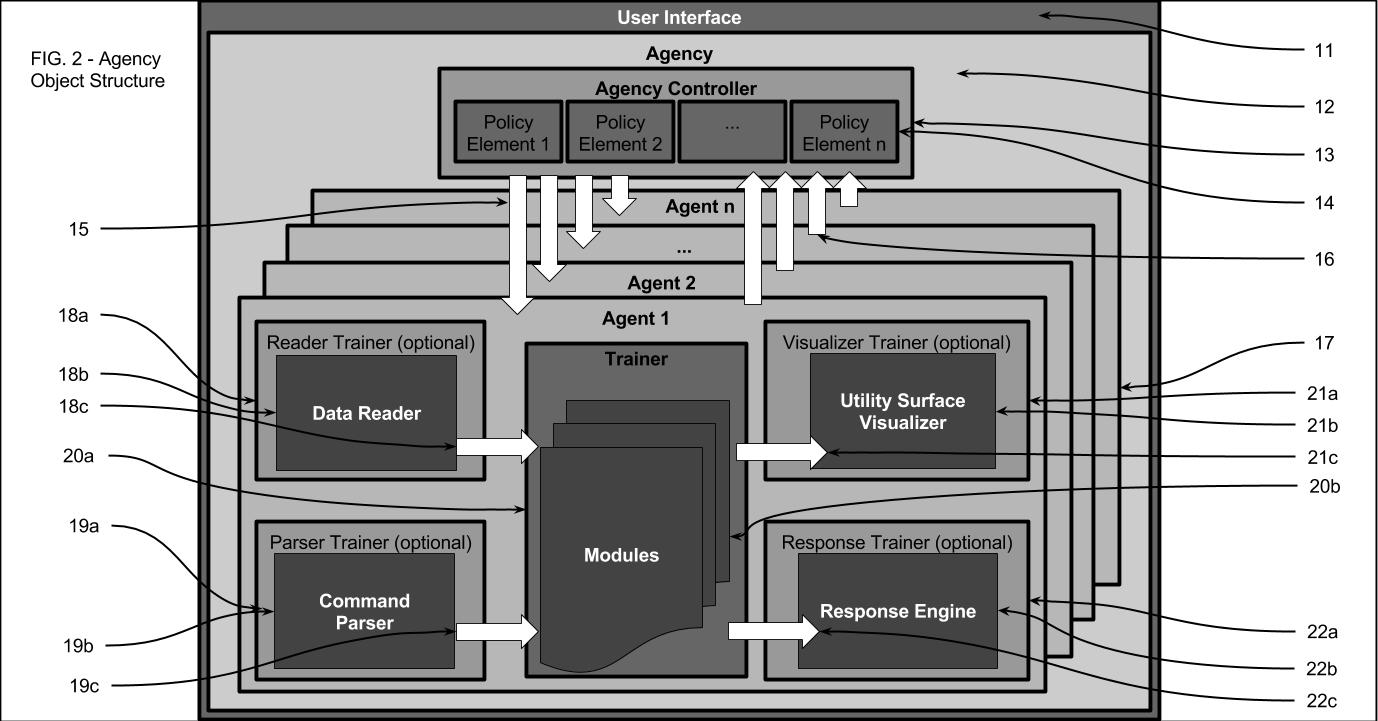 User Interface
FIG. 2 - Agency
Object Structure
Agency
11
Agency Controller
12
Policy
Element 1
Policy
Element 2
...
Policy
Element n
13
14
15
Agent n
16
...
Agent 2
Agent 1
18a
18b
18c
20a
19a
19b
19c
Reader Trainer (optional)
Data Reader
Parser Trainer (optional)
Command
Parser
Trainer
Modules
Visualizer Trainer (optional)
Utility Surface
Visualizer
Response Trainer (optional)
Response Engine
17
21a
21b
21c
20b
22a
22b
22c